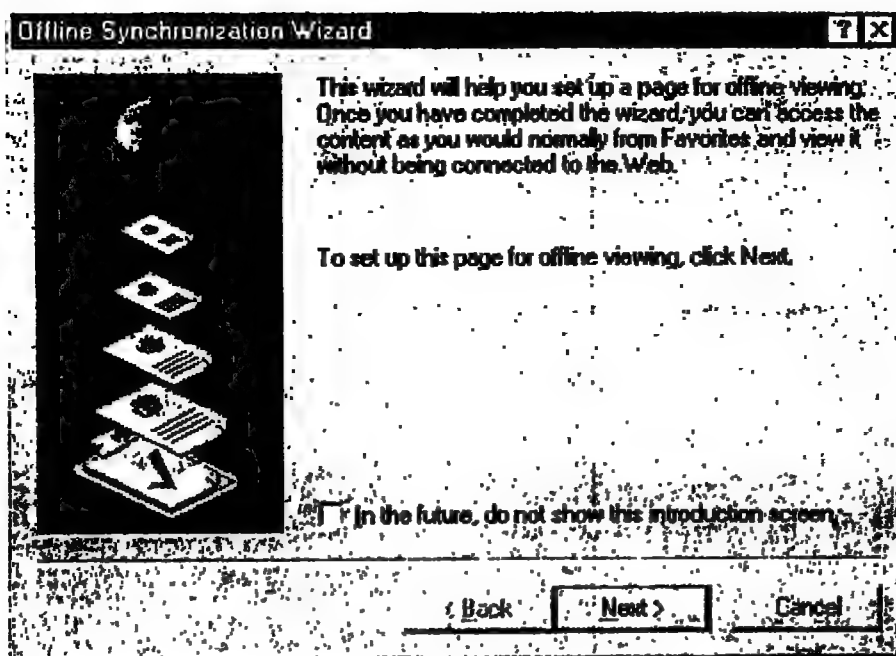 Offline Synchronization Wizard
This wizard will help you set up a page for offline viewing.
Once you have completed the wizard, you can access the
content as you would normally from Favorites and view it
without being connected to the Web.
To set up this page for offline viewing, click Next.
In the future, do not show this introduction screen.
< Back Next > Cancel